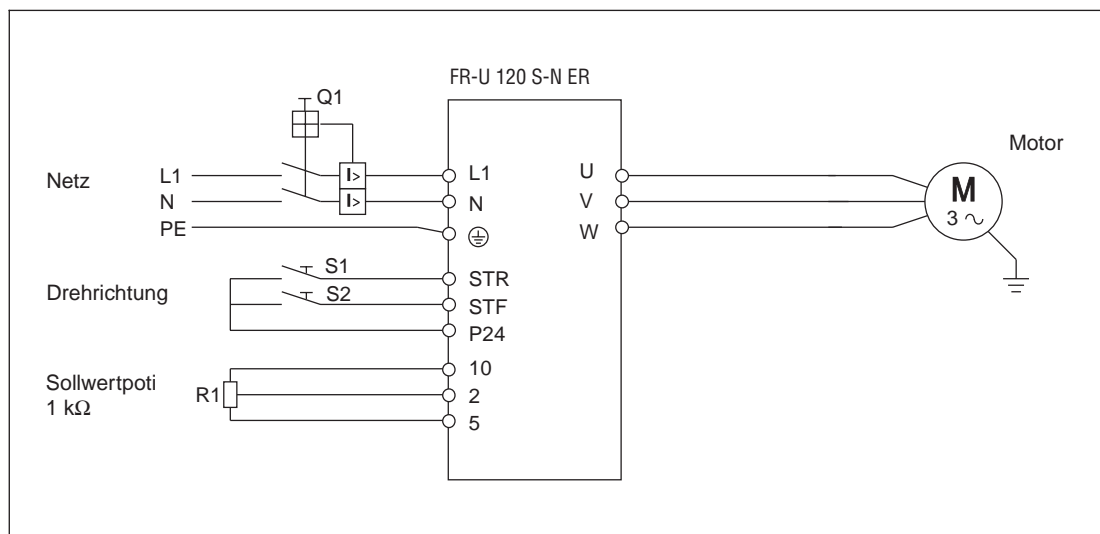 FR-U 120 S-N ER
Q1
Motor
Netz
L1
N
PE
I>
I>
L1
N
U
V
W
M
3 ∿
Drehrichtung
S1
S2
STR
STF
P24
Sollwertpoti
1 kΩ
R1
10
2
5